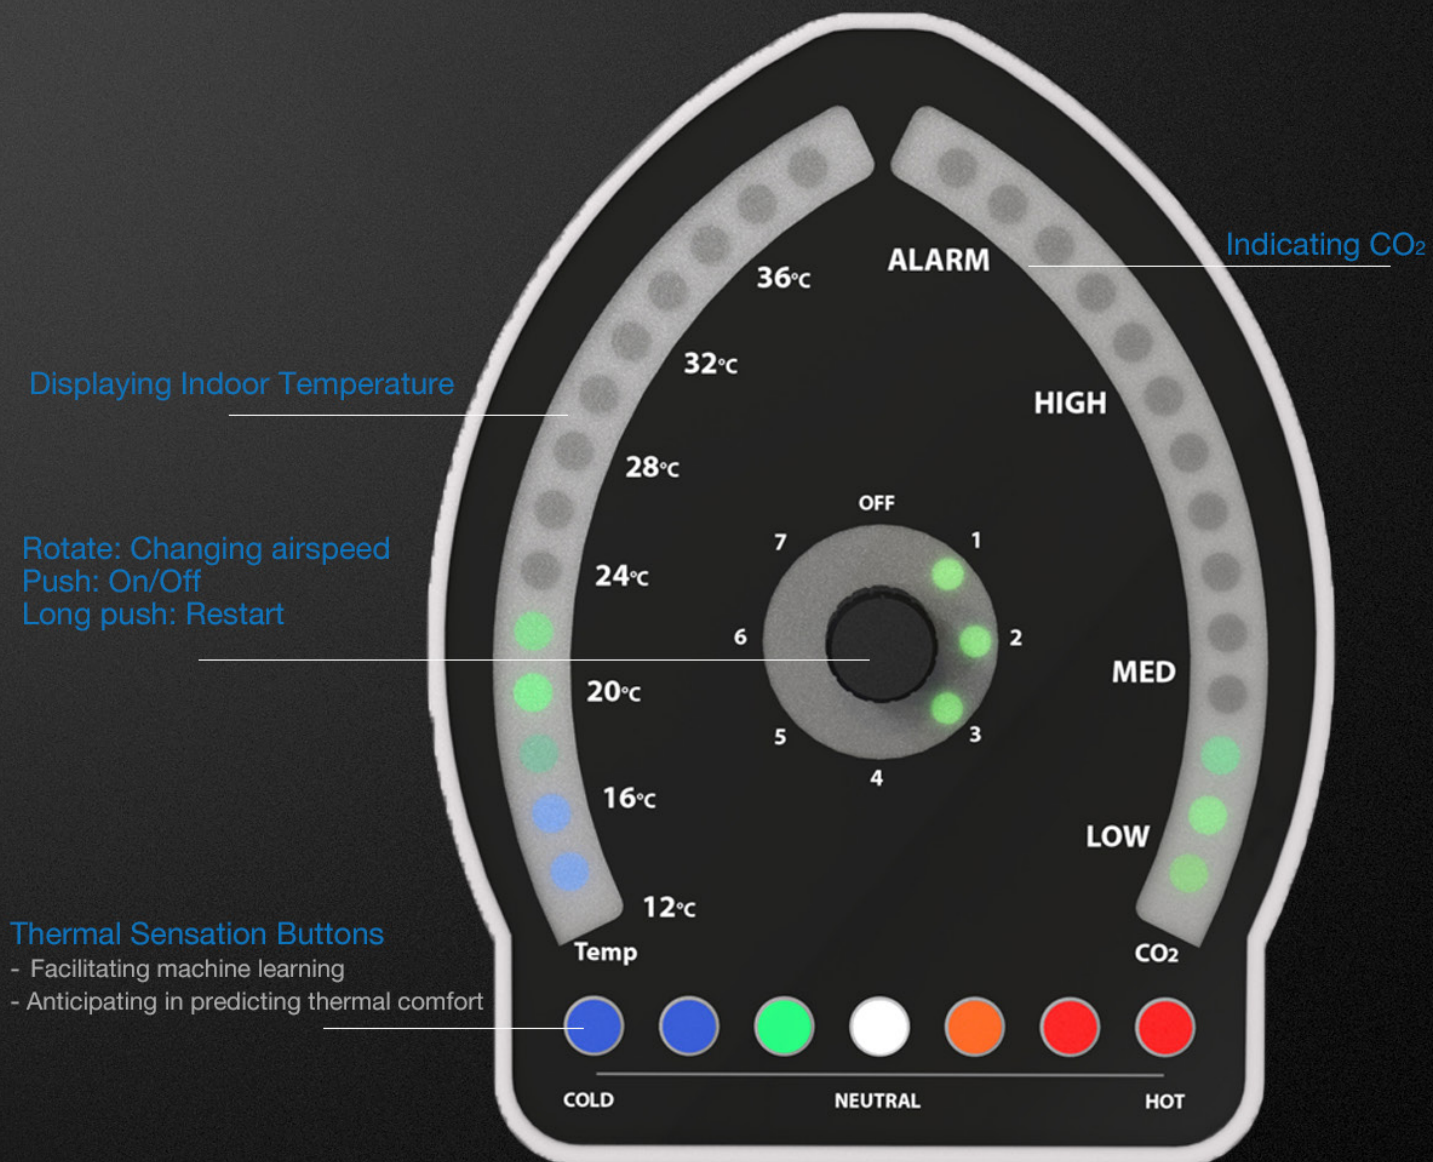 ALARM
Indicating CO₂
36°C
32°C
Displaying Indoor Temperature
HIGH
28°C
OFF
7
1
Rotate: Changing airspeed
Push: On/Off
Long push: Restart
24°C
6
2
MED
20°C
5
3
4
16°C
LOW
12°C
Thermal Sensation Buttons
- Facilitating machine learning
- Anticipating in predicting thermal comfort
Temp
CO₂
COLD
NEUTRAL
HOT